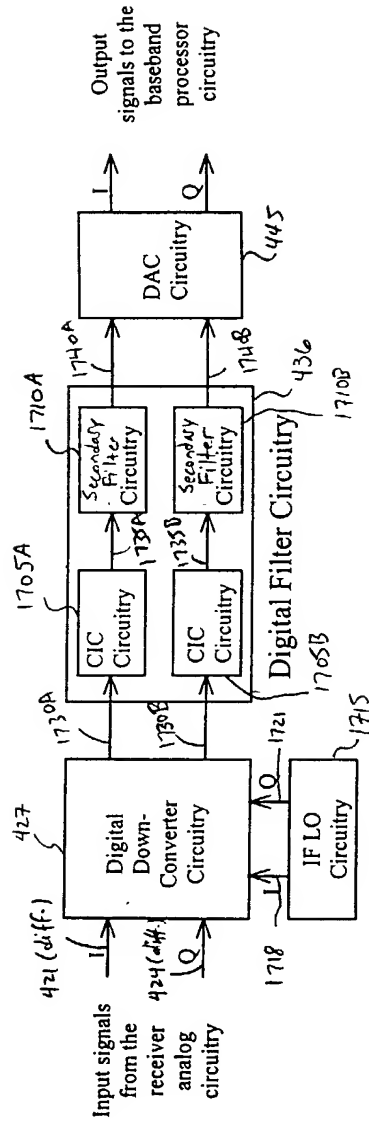 Input signals
from the
receiver
analog
circuitry
421(diff.)
I
424(diff.)
Q
427
Digital
Down-
Converter
Circuitry
1718
I
Q
1721
IF LO
Circuitry
1715
1730A
1730B
1705A
CIC
Circuitry
1735A
Secondary
Filter
Circuitry
1710A
CIC
Circuitry
1705B
1735B
Secondary
Filter
Circuitry
1710B
Digital Filter Circuitry
436
1740A
1740B
DAC
Circuitry
445
I
Q
Output
signals to the
baseband
processor
circuitry